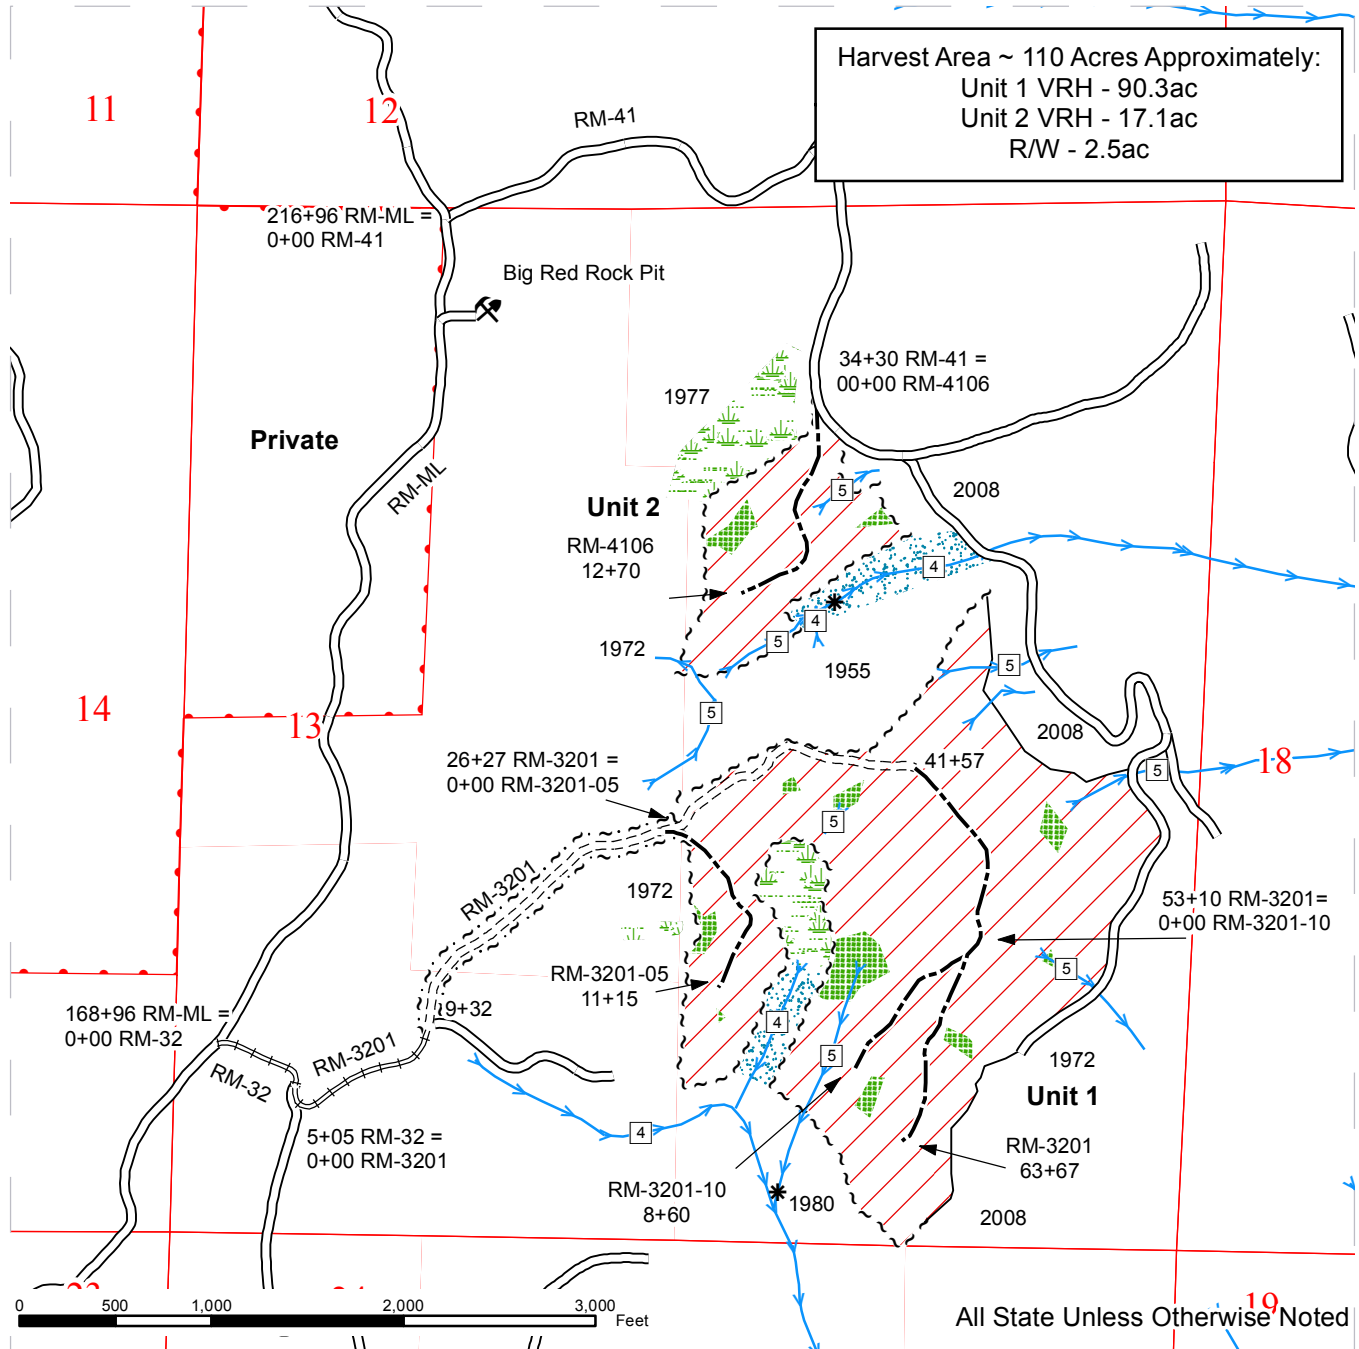 Harvest Area ~ 110 Acres Approximately:
Unit 1 VRH - 90.3ac
Unit 2 VRH - 17.1ac
R/W - 2.5ac
11
12
RM-41
216+96 RM-ML =
0+00 RM-41
Big Red Rock Pit
34+30 RM-41 =
00+00 RM-4106
1977
Private
RM-ML
Unit 2
5
2008
RM-4106
12+70
4
4
5
1972
1955
5
14
13
5
2008
18
26+27 RM-3201 =
0+00 RM-3201-05
41+57
5
5
RM-3201
1972
53+10 RM-3201=
0+00 RM-3201-10
RM-3201-05
11+15
5
168+96 RM-ML =
0+00 RM-32
9+32
4
RM-3201
5
1972
RM-32
Unit 1
5+05 RM-32 =
0+00 RM-3201
4
RM-3201
63+67
RM-3201-10
8+60
1980
2008
0 500 1,000 2,000 3,000
Feet
19
All State Unless Otherwise Noted